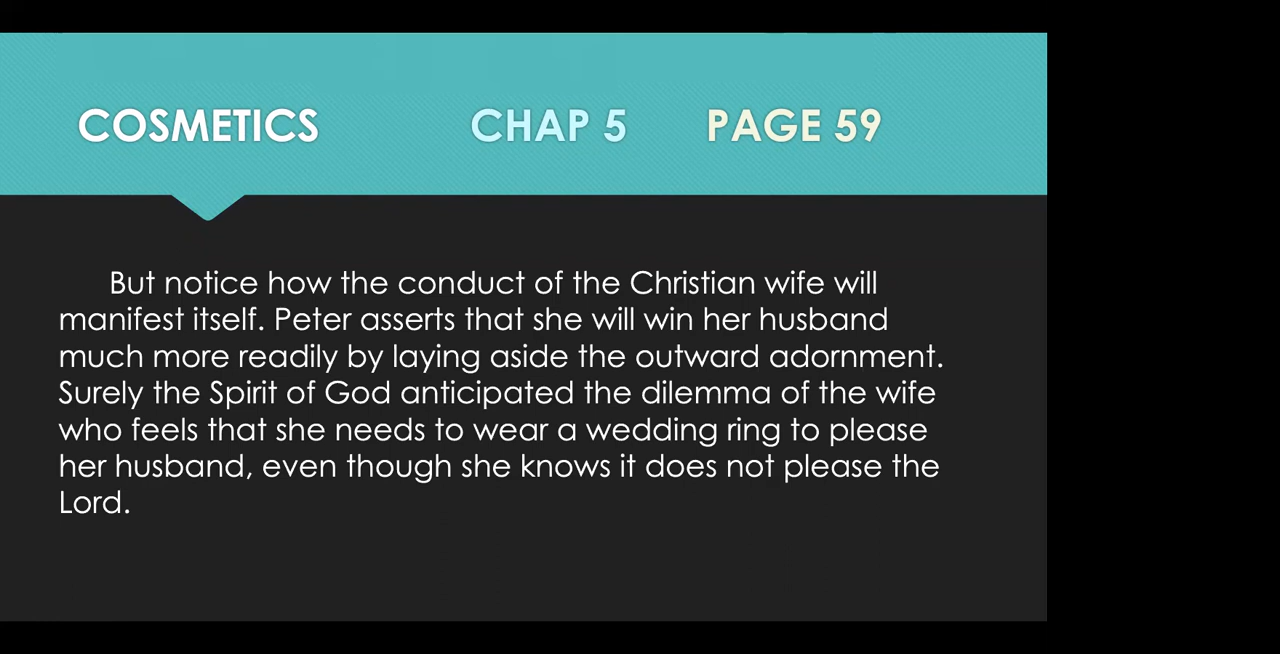 COSMETICS CHAP 5 PAGE 59
But notice how the conduct of the Christian wife will
manifest itself. Peter asserts that she will win her husband
much more readily by laying aside the outward adornment.
Surely the Spirit of God anticipated the dilemma of the wife
who feels that she needs to wear a wedding ring to please
her husband, even though she knows it does not please the
Lord.